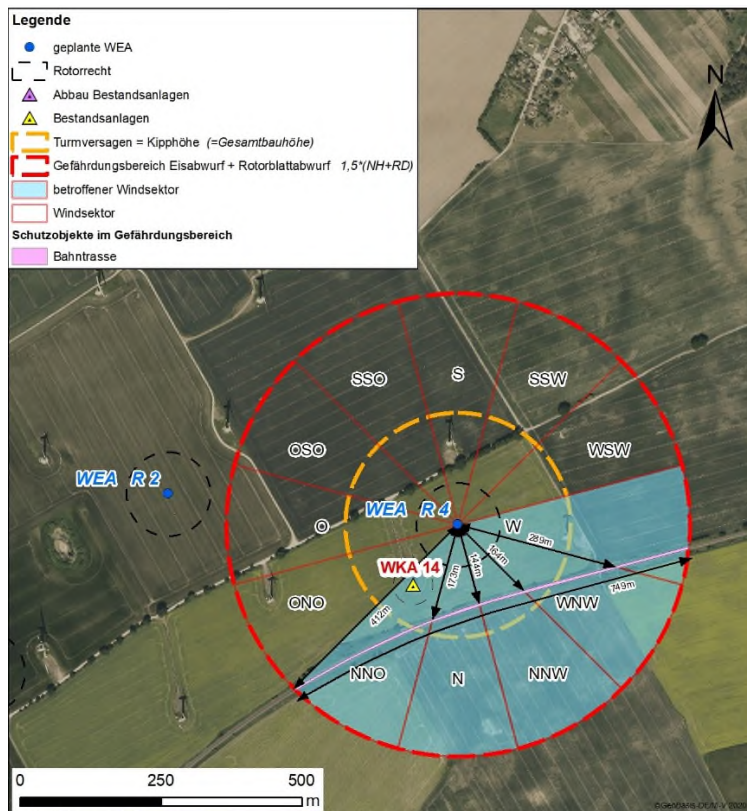 Legende
geplante WEA
Rotorrecht
Abbau Bestandsanlagen
Bestandsanlagen
Turmversagen = Kipphöhe (=Gesamtbauhöhe)
Gefährdungsbereich Eisabwurf + Rotorblattabwurf 1,5*(NH+RD)
betroffener Windsektor
Windsektor
Schutzobjekte im Gefährdungsbereich
Bahntrasse
N
SSO
S
SSW
OSO
WSW
WEA R 2
WEA R 4
O
W
289m
164m
144m
173m
WKA 14
749m
ONO
412m
WNW
NNO
N
NNW
0 250 500
m